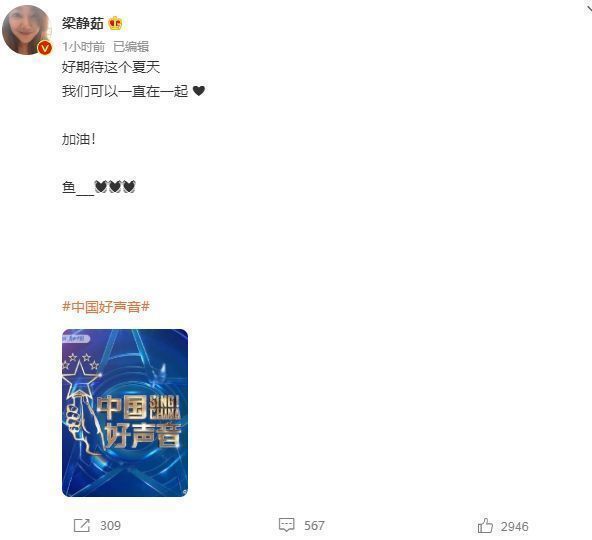 梁静茹
1小时前 已编辑
好期待这个夏天
我们可以一直在一起
加油!
鱼__
#中国好声音#
SING!
CHINA
中国
好声音
309
567
2946